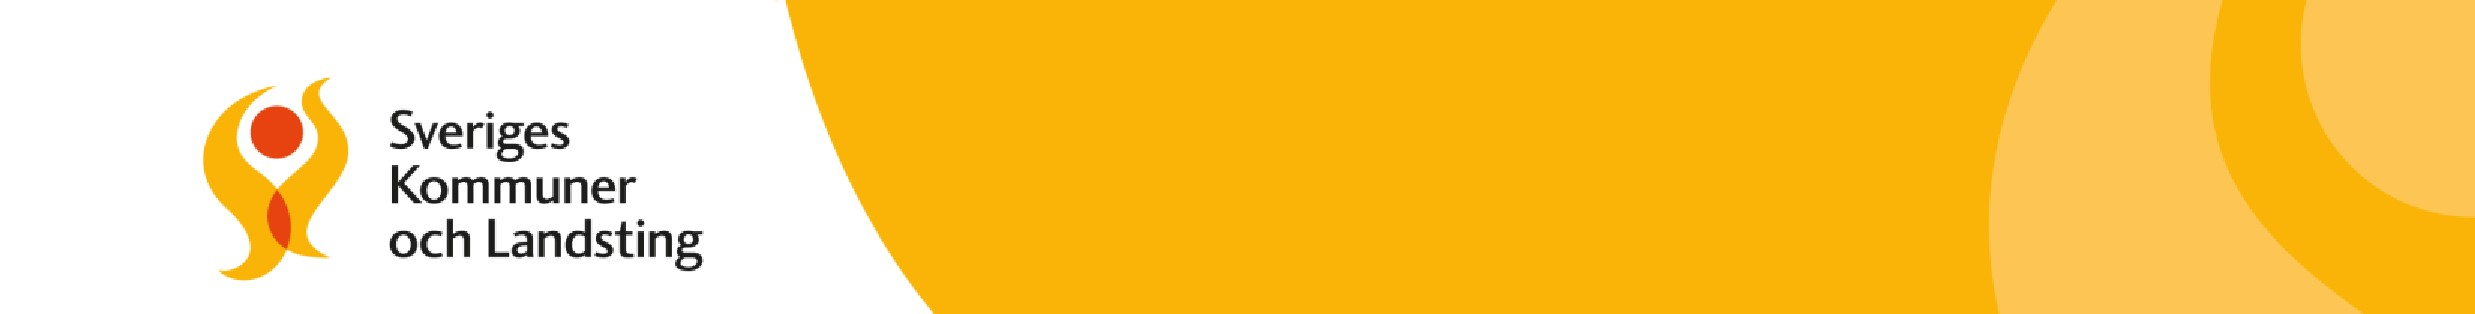 Sveriges
Kommuner
och Landsting